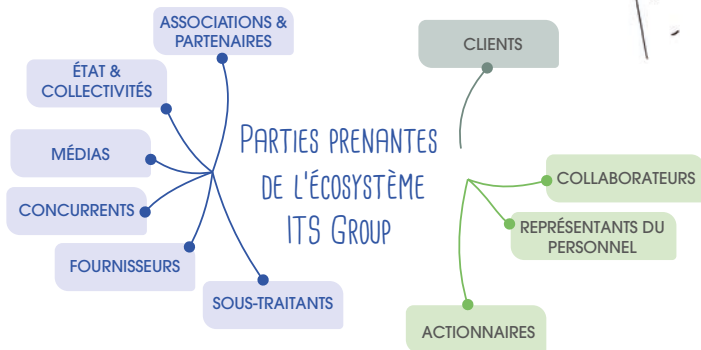 ASSOCIATIONS &
PARTENAIRES
ÉTAT &
COLLECTIVITÉS
MÉDIAS
CONCURRENTS
FOURNISSEURS
SOUS-TRAITANTS
PARTIES PRENANTES
DE L'ÉCOSYSTÈME
ITS GROUP
CLIENTS
COLLABORATEURS
REPRÉSENTANTS DU
PERSONNEL
ACTIONNAIRES